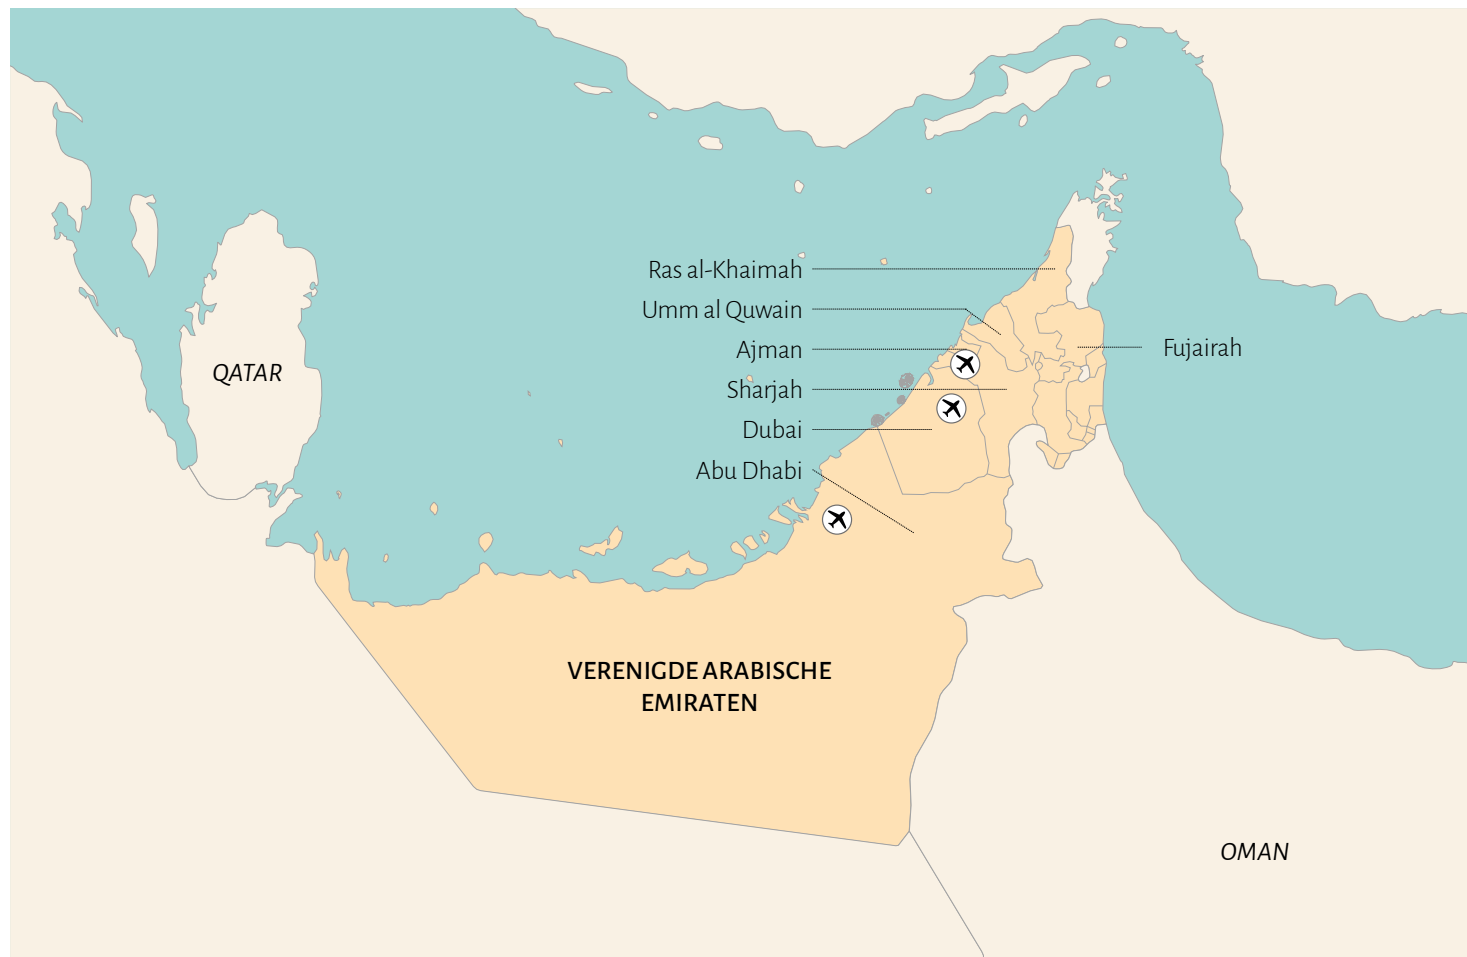 Ras al-Khaimah
Umm al Quwain
Ajman
Fujairah
QATAR
Sharjah
Dubai
Abu Dhabi
VERENIGDE ARABISCHE
EMIRATEN
OMAN